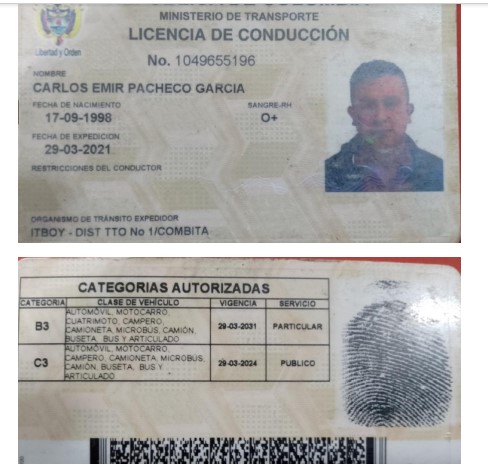 MINISTERIO DE TRANSPORTE
LICENCIA DE CONDUCCIÓN
Libertad y Orden
No. 1049655196
NOMBRE
CARLOS EMIR PACHECO GARCIA
FECHA DE NACIMIENTO SANGRE-RH
17-09-1998 O+
FECHA DE EXPEDICION
29-03-2021
RESTRICCIONES DEL CONDUCTOR
ORGANISMO DE TRÁNSITO EXPEDIDOR
ITBOY - DIST TTO No 1/COMBITA
CATEGORIAS AUTORIZADAS
CATEGORIA CLASE DE VEHÍCULO VIGENCIA SERVICIO
B3 AUTOMÓVIL, MOTOCARRO, 29-03-2031 PARTICULAR
CUATRIMOTO, CAMPERO,
CAMIONETA, MICROBUS, CAMIÓN,
BUSETA, BUS Y ARTICULADO
C3 AUTOMÓVIL, MOTOCARRO, 29-03-2024 PUBLICO
CAMPERO, CAMIONETA, MICROBUS,
CAMIÓN, BUSETA, BUS Y
ARTICULADO